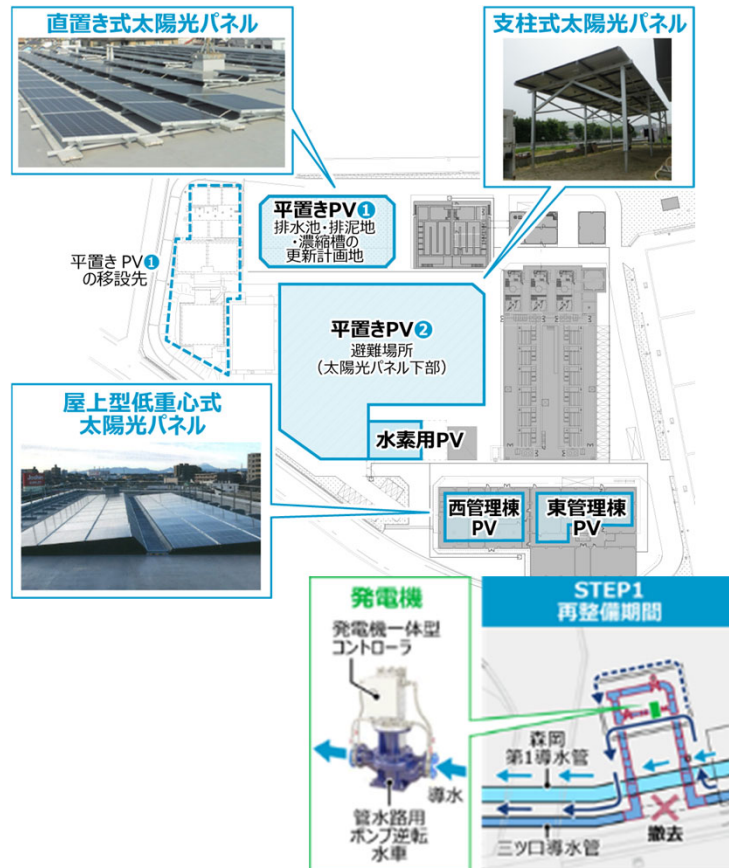 直置き式太陽光パネル
支柱式太陽光パネル
平置きPV❶
排水池・排泥地
・濃縮槽の
更新計画地
平置き PV❶
の移設先
平置きPV❷
避難場所
（太陽光パネル下部）
屋上型低重心式
太陽光パネル
水素用PV
西管理棟
PV
東管理棟
PV
発電機
発電機一体型
コントローラ
導水
管水路用
ポンプ逆転
水車
STEP1
再整備期間
森岡
第1導水管
撤去
三ツ口導水管